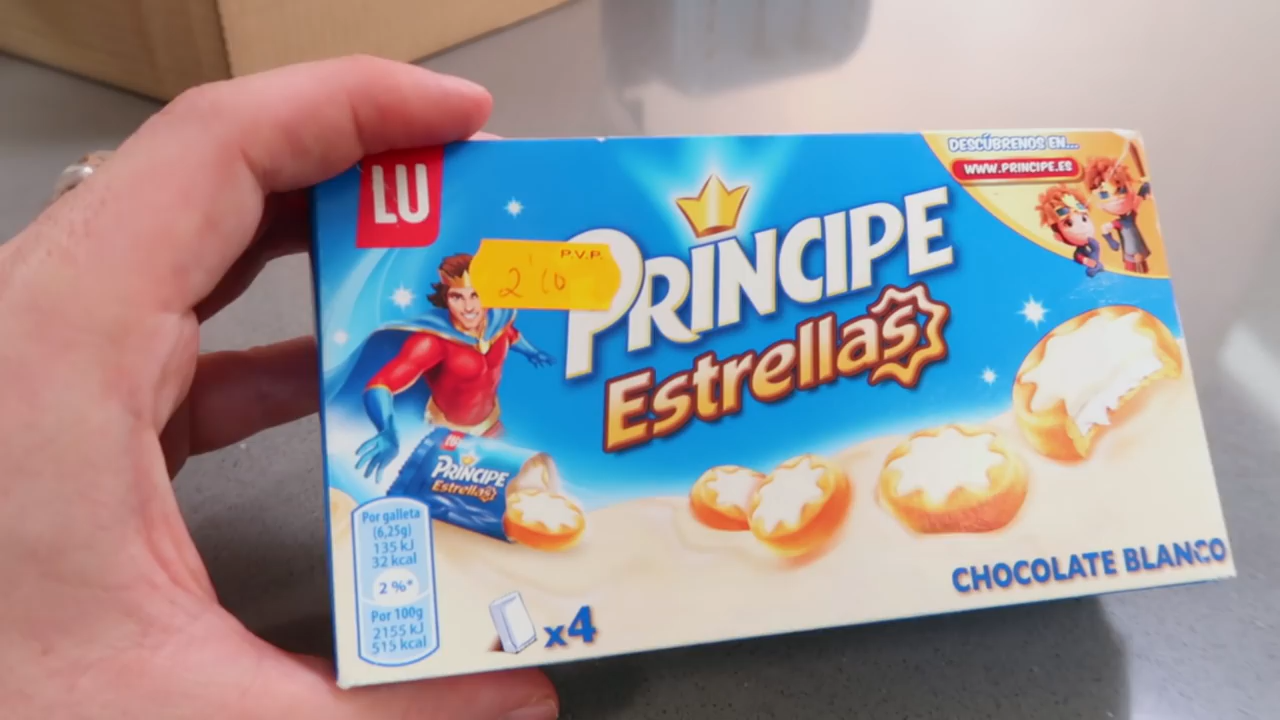 LU
DESCÚBRENOS EN...
WWW.PRINCIPE.ES
P.V.P.
2'10
PRINCIPE
Estrellas
LU
PRINCIPE
Estrellas
Por galleta
(6,25g)
135 kJ
32 kcal
2 %*
Por 100g
2155 kJ
515 kcal
x4
CHOCOLATE BLANCO